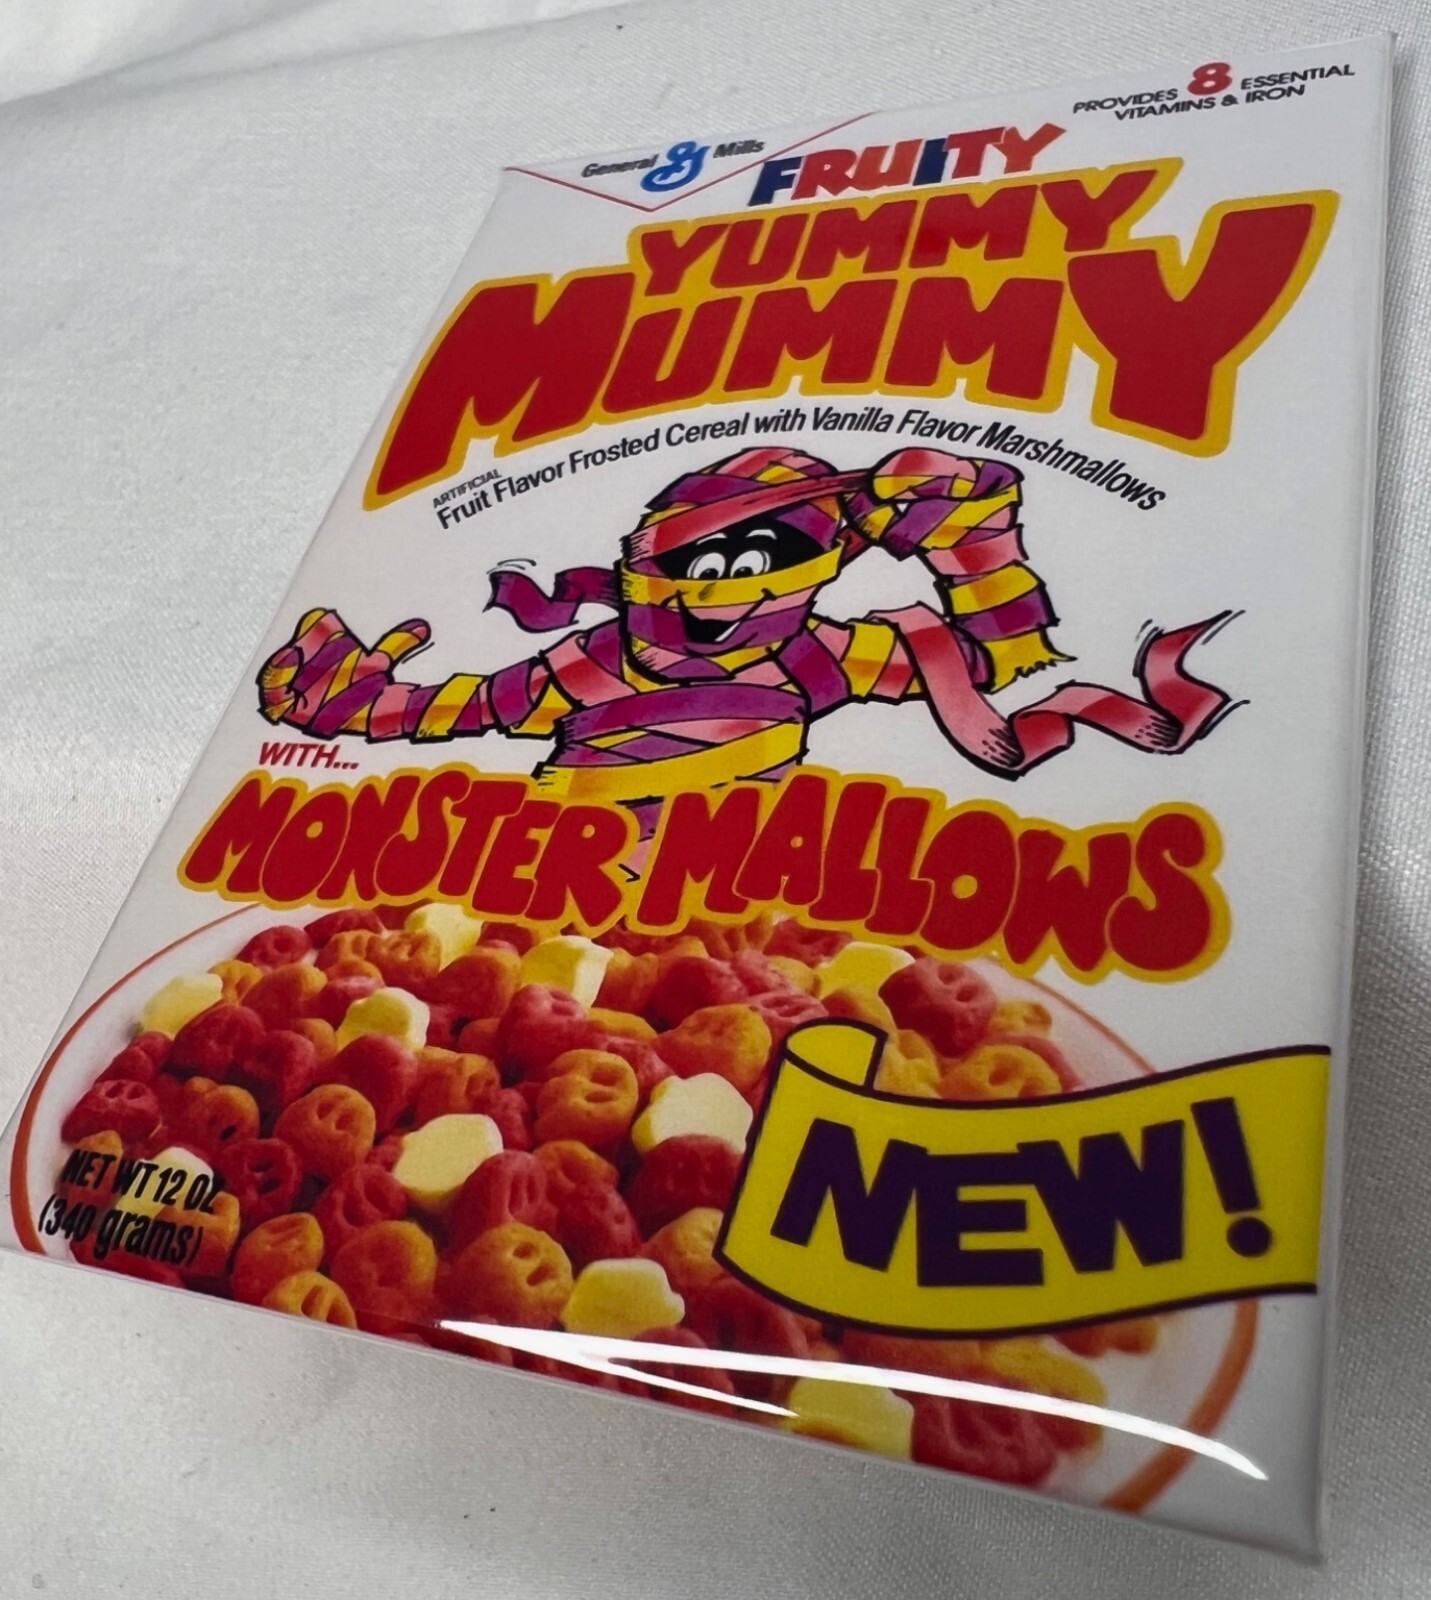 PROVIDES 8 ESSENTIAL
VITAMINS & IRON
General G Mills
FRUITY
YUMMY
MUMMY
ARTIFICIAL
Fruit Flavor Frosted Cereal with Vanilla Flavor Marshmallows
WITH...
MONSTER MALLOWS
NEW!
NET WT 12 OZ
(340 grams)